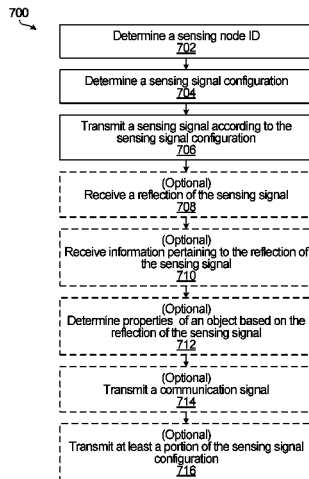 700
Determine a sensing node ID
702
Determine a sensing signal configuration
704
Transmit a sensing signal according to the
sensing signal configuration
706
(Optional)
Receive a reflection of the sensing signal
708
(Optional)
Receive information pertaining to the reflection of
the sensing signal
710
(Optional)
Determine properties of an object based on the
reflection of the sensing signal
712
(Optional)
Transmit a communication signal
714
(Optional)
Transmit at least a portion of the sensing signal
configuration
716